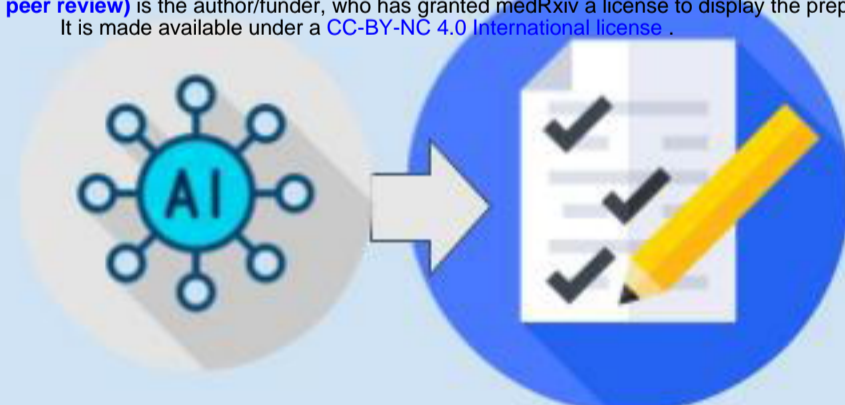 peer review) is the author/funder, who has granted medRxiv a license to display the
It is made available under a CC-BY-NC 4.0 International license .
AI